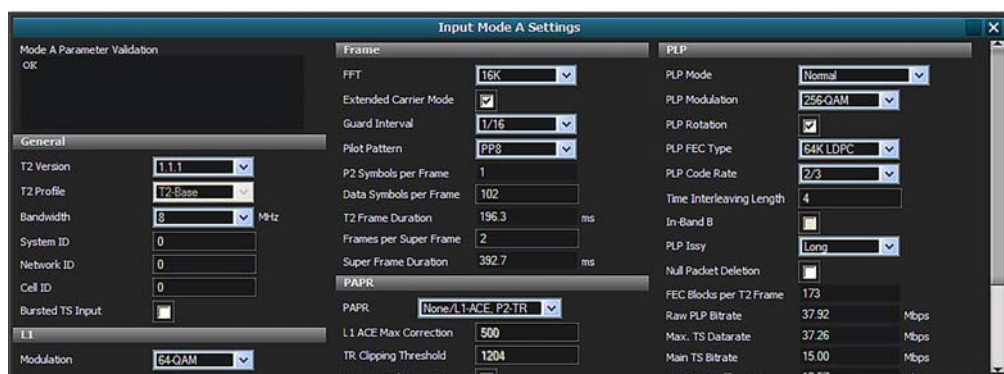 Input Mode A Settings
Mode A Parameter Validation
OK
General
T2 Version 1.1.1
T2 Profile T2-Base
Bandwidth 8 MHz
System ID 0
Network ID 0
Cell ID 0
Bursted TS Input
L1
Modulation 64-QAM
Frame
FFT 16K
Extended Carrier Mode
Guard Interval 1/16
Pilot Pattern PP8
P2 Symbols per Frame 1
Data Symbols per Frame 102
T2 Frame Duration 196.3 ms
Frames per Super Frame 2
Super Frame Duration 392.7 ms
PAPR
PAPR None/L1-ACE, P2-TR
L1 ACE Max Correction 500
TR Clipping Threshold 1204
PLP
PLP Mode Normal
PLP Modulation 256-QAM
PLP Rotation
PLP FEC Type 64K LDPC
PLP Code Rate 2/3
Time Interleaving Length 4
In-Band B
PLP Issy Long
Null Packet Deletion
FEC Blocks per T2 Frame 173
Raw PLP Bitrate 37.92 Mbps
Max. TS Datarate 37.26 Mbps
Main TS Bitrate 15.00 Mbps